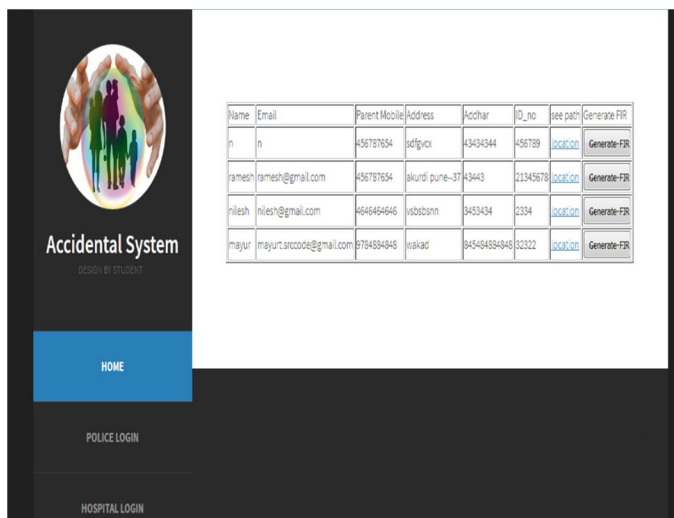 Accidental System
DESIGN BY STUDENT
HOME
POLICE LOGIN
HOSPITAL LOGIN
Name Email Parent Mobile Address Addhar ID_no see path Generate FIR
n n 456787654 sdfgvcx 43434344 456789 location Generate-FIR
ramesh ramesh@gmail.com 456787654 akurdi pune--37 43443 21345678 location Generate-FIR
nilesh nilesh@gmail.com 4646464646 vsbsbsnn 3453434 2334 location Generate-FIR
mayur mayurt.srccode@gmail.com 9784884848 wakad 845484884848 32322 location Generate-FIR